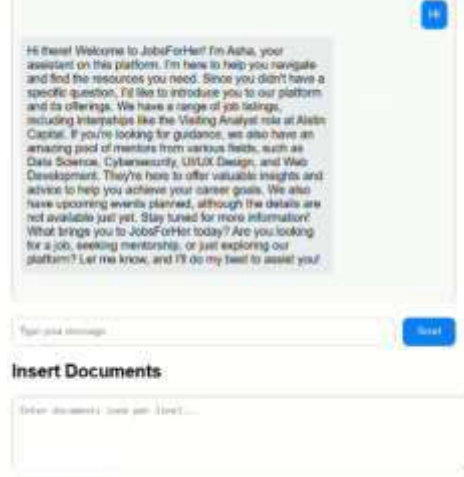 Hi
Hi there! Welcome to JobsForHer! I'm Asha, your
assistant on this platform. I'm here to help you navigate
and find the resources you need. Since you didn't have a
specific question, I'd like to introduce you to our platform
and its offerings. We have a range of job listings,
including internships like the Visiting Analyst role at
Capital. If you're looking for guidance, we also have an
amazing pool of mentors from various fields, such as
Data Science, Cybersecurity, UI/UX Design, and Web
Development. They're here to offer valuable insights and
advice to help you achieve your career goals. We also
have upcoming events planned, although the details are
not available just yet. Stay tuned for more information!
What brings you to JobsForHer today? Are you looking
for a job, seeking mentorship, or just exploring our
platform? Let me know, and I'll do my best to assist you!
Type your message
Send
Insert Documents
Enter documents (one per line)...